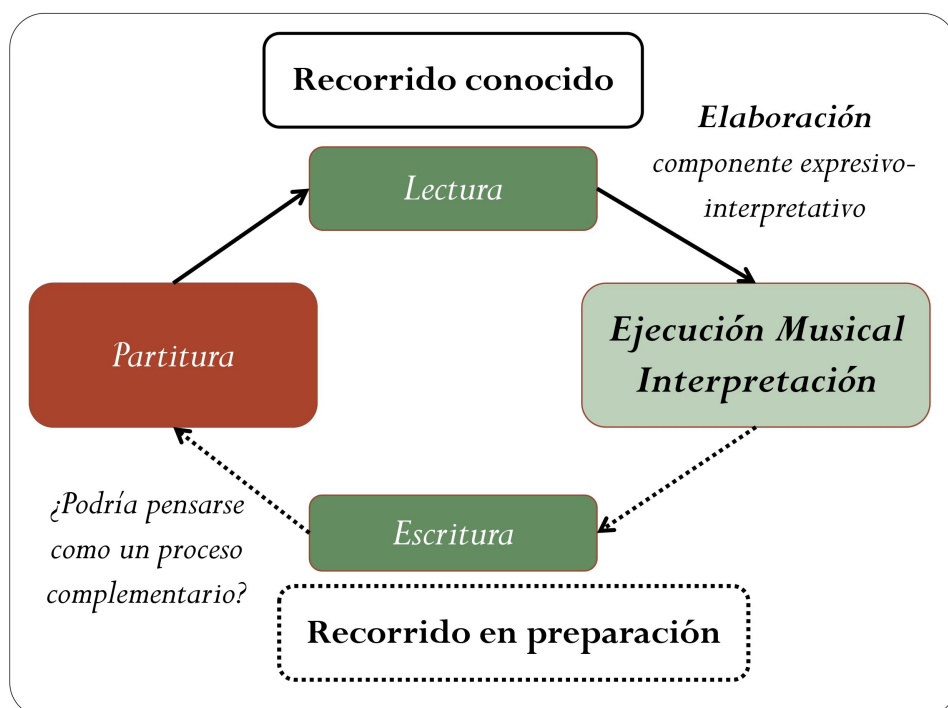 Recorrido conocido
Elaboración
componente expresivo-
interpretativo
Lectura
Partitura
Ejecución Musical
Interpretación
¿Podría pensarse
como un proceso
complementario?
Escritura
Recorrido en preparación